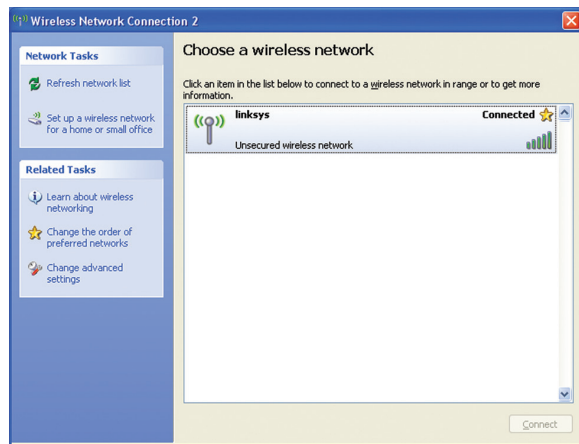 Wireless Network Connection 2
Network Tasks
Refresh network list
Set up a wireless network
for a home or small office
Related Tasks
Learn about wireless
networking
Change the order of
preferred networks
Change advanced
settings
Choose a wireless network
Click an item in the list below to connect to a wireless network in range or to get more
information.
linksys
Connected
Unsecured wireless network
Connect